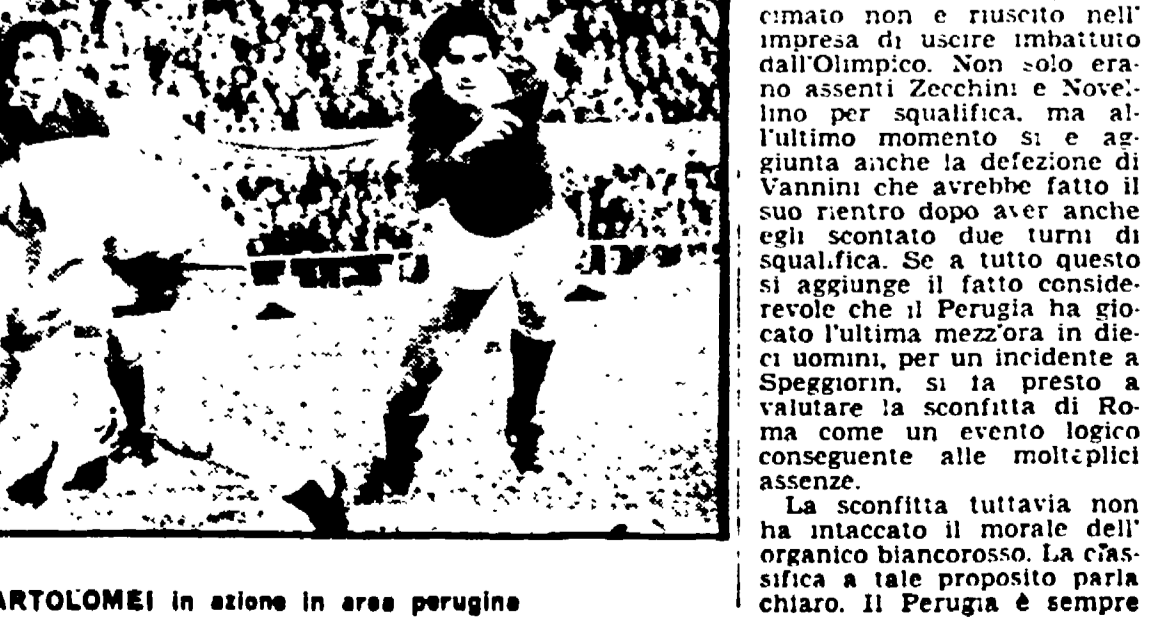 ARTOLOMEI in azione in area perugina
cimato non e riuscito nell'
impresa di uscire imbattuto
dall'Olimpico. Non solo era-
no assenti Zecchini e Novel-
lino per squalifica, ma al-
l'ultimo momento si e ag-
giunta anche la defezione di
Vannini che avrebbe fatto il
suo rientro dopo aver anche
egli scontato due turni di
squalifica. Se a tutto questo
si aggiunge il fatto conside-
revole che il Perugia ha gio-
cato l'ultima mezz'ora in die-
ci uomini, per un incidente a
Speggiorin, si fa presto a
valutare la sconfitta di Ro-
ma come un evento logico
conseguente alle molteplici
assenze.
La sconfitta tuttavia non
ha intaccato il morale dell'
organico biancorosso. La clas-
sifica a tale proposito parla
chiaro. Il Perugia è sempre